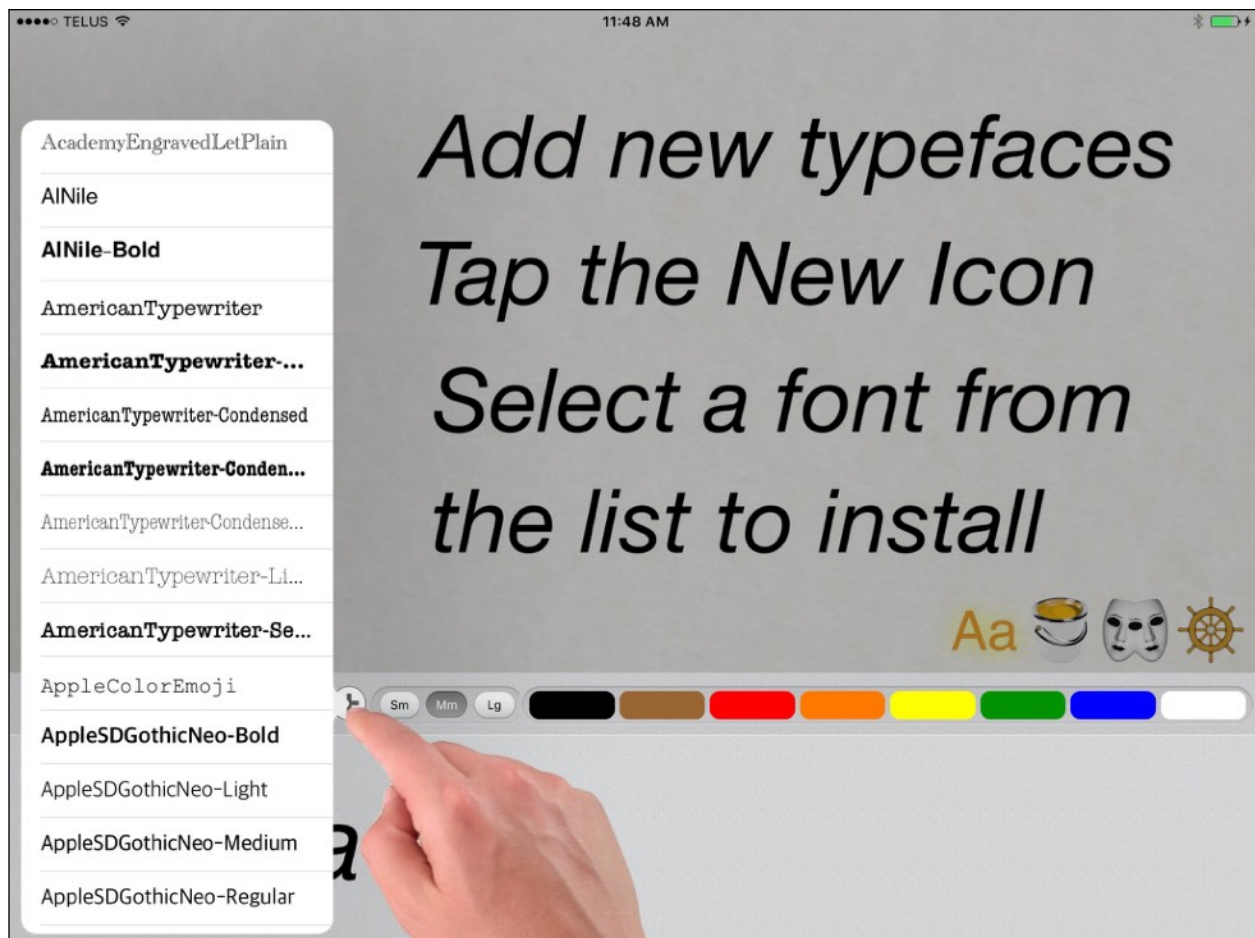 TELUS
11:48 AM
AcademyEngravedLetPlain
AlNile
AlNile-Bold
AmericanTypewriter
AmericanTypewriter-...
AmericanTypewriter-Condensed
AmericanTypewriter-Conden...
AmericanTypewriter-Condense...
AmericanTypewriter-Li...
AmericanTypewriter-Se...
AppleColorEmoji
AppleSDGothicNeo-Bold
AppleSDGothicNeo-Light
AppleSDGothicNeo-Medium
AppleSDGothicNeo-Regular
Add new typefaces
Tap the New Icon
Select a font from
the list to install
Aa
Sm Mm Lg
a